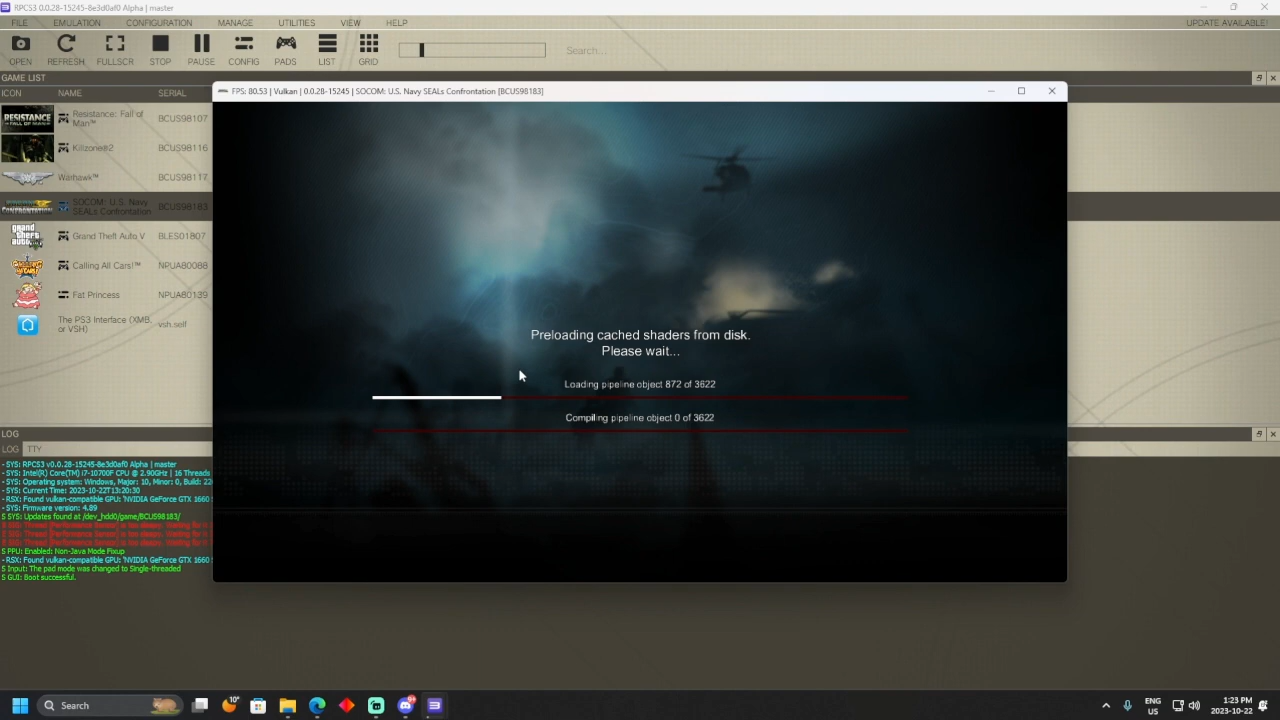 RPCS3 0.0.28-15245-8e3d0af0 Alpha | master
FILE EMULATION CONFIGURATION MANAGE UTILITIES VIEW HELP UPDATE AVAILABLE!
OPEN REFRESH FULLSCR STOP PAUSE CONFIG PADS LIST GRID Search...
GAME LIST
ICON NAME SERIAL
RESISTANCE FALL OF MAN Resistance: Fall of Man™ BCUS98107
Killzone®2 BCUS98116
Warhawk™ BCUS98117
CONFRONTATION SOCOM: U.S. Navy SEALs Confrontation BCUS98183
grand theft auto Grand Theft Auto V BLES01807
Calling All Cars!™ NPUA80088
Fat Princess NPUA80139
The PS3 Interface (XMB, or VSH) vsh.self
FPS: 80.53 | Vulkan | 0.0.28-15245 | SOCOM: U.S. Navy SEALs Confrontation [BCUS98183]
Preloading cached shaders from disk.
Please wait...
Loading pipeline object 872 of 3622
Compiling pipeline object 0 of 3622
LOG
LOG TTY
- SYS: RPCS3 v0.0.28-15245-8e3d0af0 Alpha | master
- SYS: Intel(R) Core(TM) i7-10700F CPU @ 2.90GHz | 16 Threads
- SYS: Operating system: Windows, Major: 10, Minor: 0, Build: 22
- SYS: Current Time: 2023-10-22T13:20:30
- RSX: Found vulkan-compatible GPU: 'NVIDIA GeForce GTX 1660
- SYS: Firmware version: 4.89
S SYS: Updates found at /dev_hdd0/game/BCUS98183/
S PPU: Enabled: Non-Java Mode Fixup
- RSX: Found vulkan-compatible GPU: 'NVIDIA GeForce GTX 1660
S Input: The pad mode was changed to Single-threaded
S GUI: Boot successful.
Search 10° 9+ ENG US 1:23 PM 2023-10-22